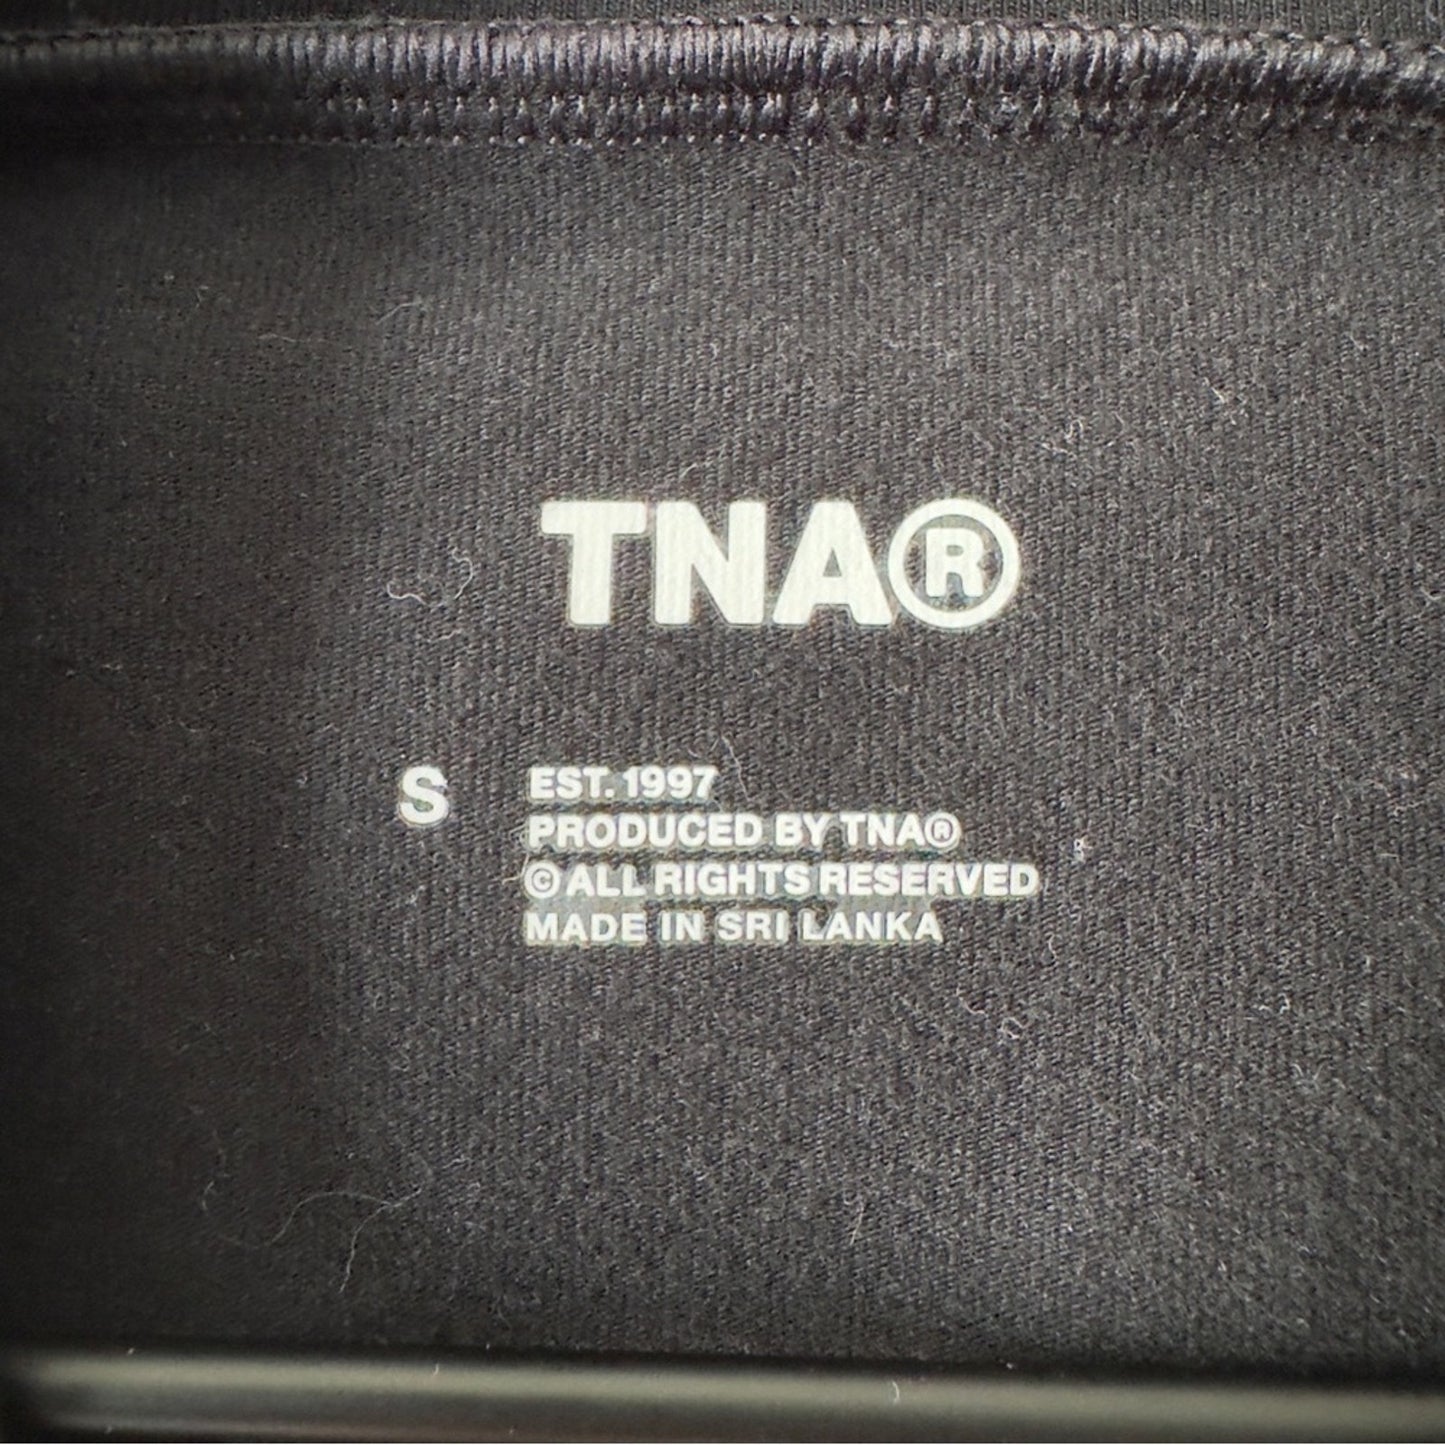 TNA®
S
EST. 1997
PRODUCED BY TNA®
© ALL RIGHTS RESERVED
MADE IN SRI LANKA